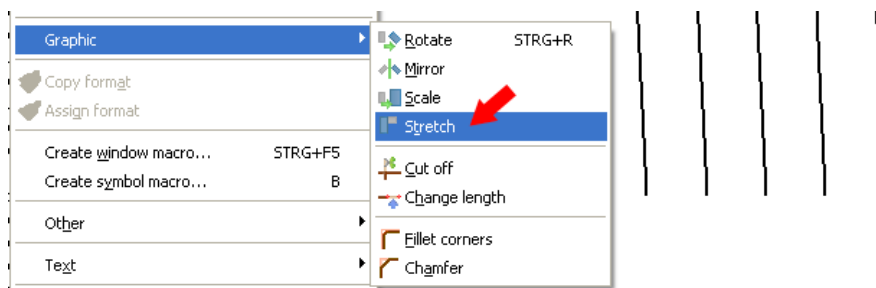 Graphic
Copy format
Assign format
Create window macro... STRG+F5
Create symbol macro... B
Other
Text
Rotate STRG+R
Mirror
Scale
Stretch
Cut off
Change length
Fillet corners
Chamfer